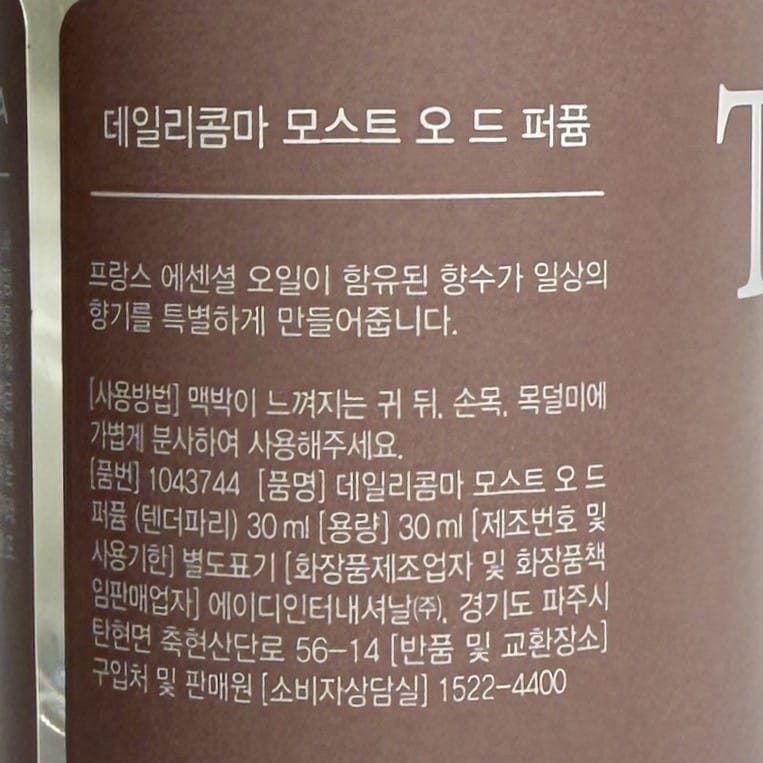 데일리콤마 모스트 오 드 퍼퓸
프랑스 에센셜 오일이 함유된 향수가 일상의
향기를 특별하게 만들어줍니다.
[사용방법] 맥박이 느껴지는 귀 뒤, 손목, 목덜미에
가볍게 분사하여 사용해주세요.
[품번] 1043744 [품명] 데일리콤마 모스트 오 드
퍼퓸 (텐더파리) 30 ml [용량] 30 ml [제조번호 및
사용기한] 별도표기 [화장품제조업자 및 화장품책
임판매업자] 에이디인터내셔날㈜, 경기도 파주시
탄현면 축현산단로 56-14 [반품 및 교환장소]
구입처 및 판매원 [소비자상담실] 1522-4400
T